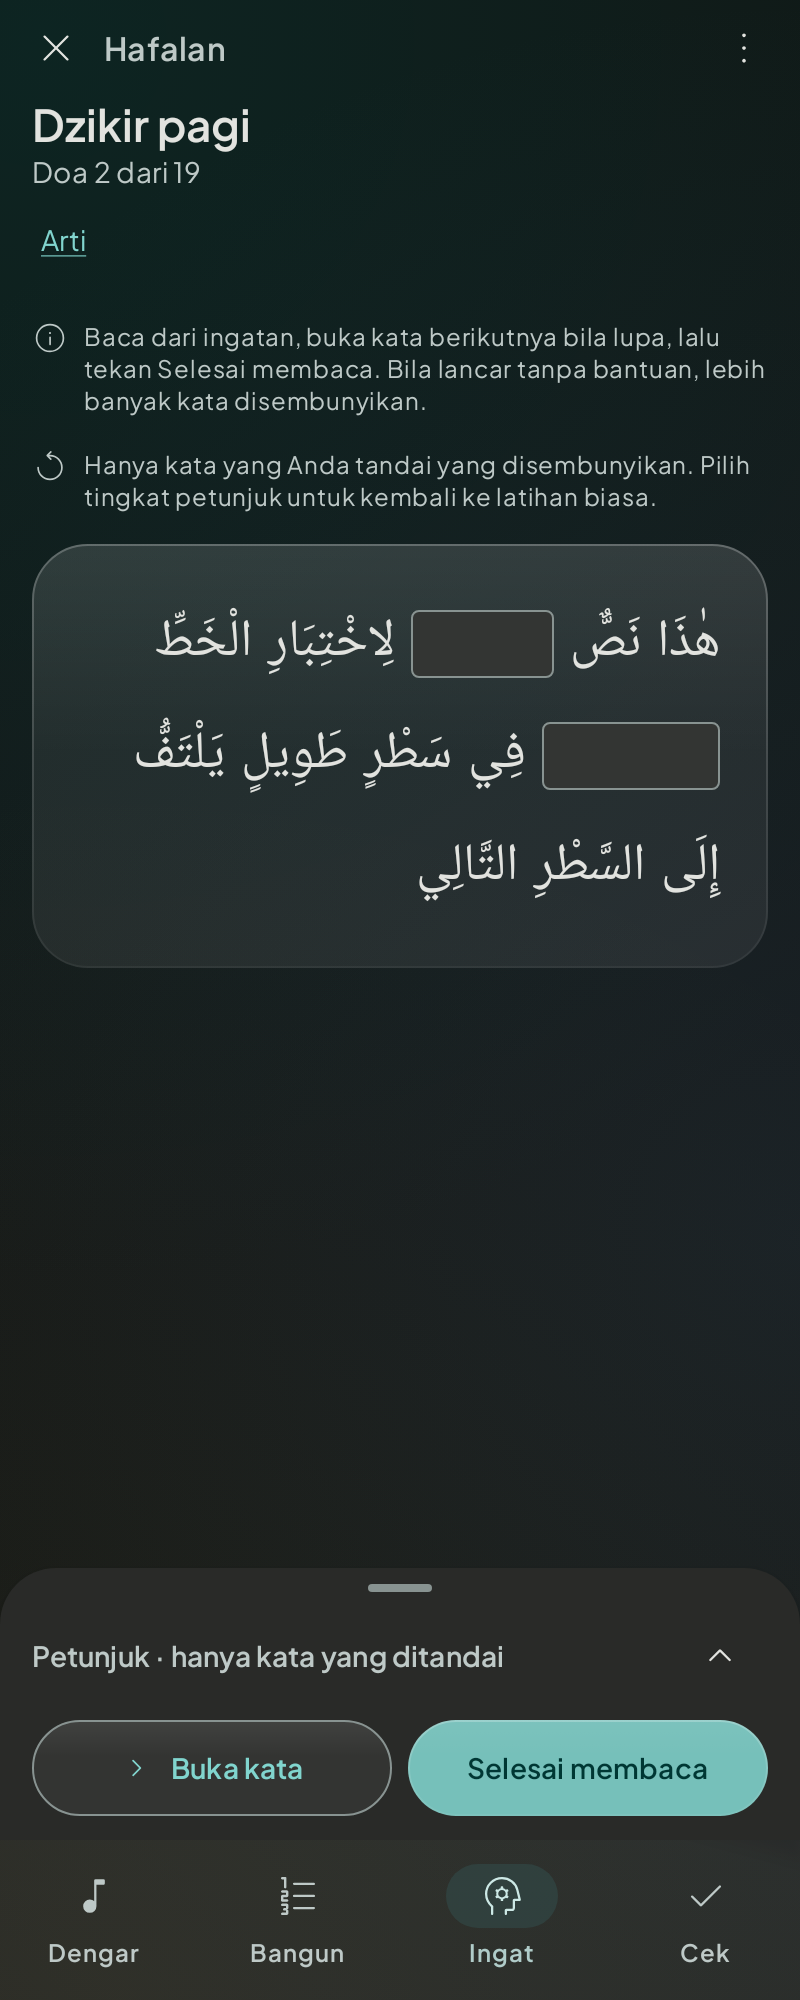 Hafalan
Dzikir pagi
Doa 2 dari 19
Arti
Baca dari ingatan, buka kata berikutnya bila lupa, lalu
tekan Selesai membaca. Bila lancar tanpa bantuan, lebih
banyak kata disembunyikan.
Hanya kata yang Anda tandai yang disembunyikan. Pilih
tingkat petunjuk untuk kembali ke latihan biasa.
هٰذَا نَصٌّ لِاخْتِبَارِ الْخَطِّ
فِي سَطْرٍ طَوِيلٍ يَلْتَفُّ
إِلَى السَّطْرِ التَّالِي
Petunjuk · hanya kata yang ditandai
Buka kata
Selesai membaca
Dengar
Bangun
Ingat
Cek